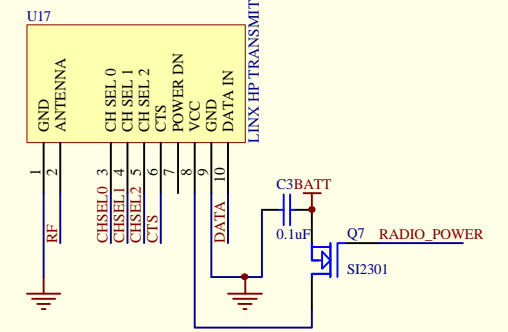 U17
LINX HP TRANSMIT
GND
ANTENNA
CH SEL 0
CH SEL 1
CH SEL 2
CTS
POWER DN
VCC
GND
DATA IN
1
2
3
4
5
6
7
8
9
10
RF
CHSEL0
CHSEL1
CHSEL2
CTS
DATA
C3
BATT
0.1uF
Q7
RADIO_POWER
SI2301